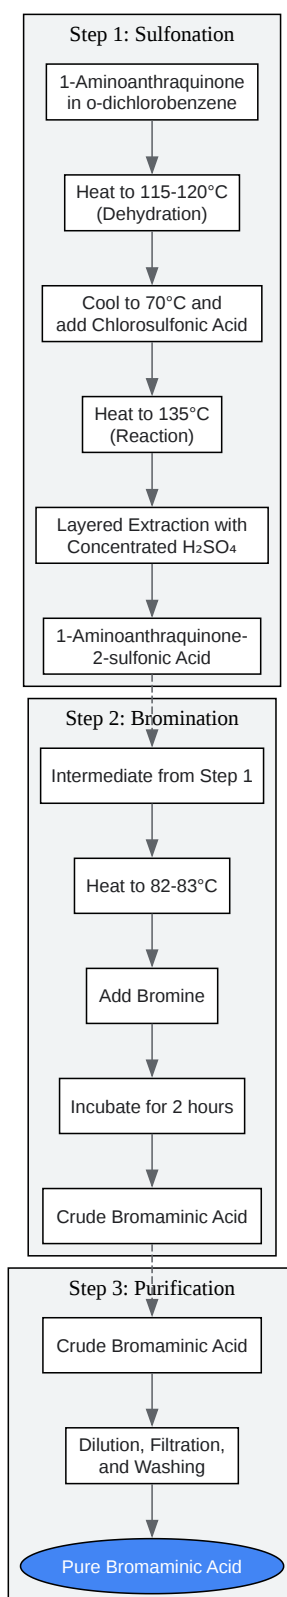 Step 1: Sulfonation
1-Aminoanthraquinone
in o-dichlorobenzene
Heat to 115-120°C
(Dehydration)
Cool to 70°C and
add Chlorosulfonic Acid
Heat to 135°C
(Reaction)
Layered Extraction with
Concentrated H₂SO₄
1-Aminoanthraquinone-
2-sulfonic Acid
Step 2: Bromination
Intermediate from Step 1
Heat to 82-83°C
Add Bromine
Incubate for 2 hours
Crude Bromaminic Acid
Step 3: Purification
Crude Bromaminic Acid
Dilution, Filtration,
and Washing
Pure Bromaminic Acid